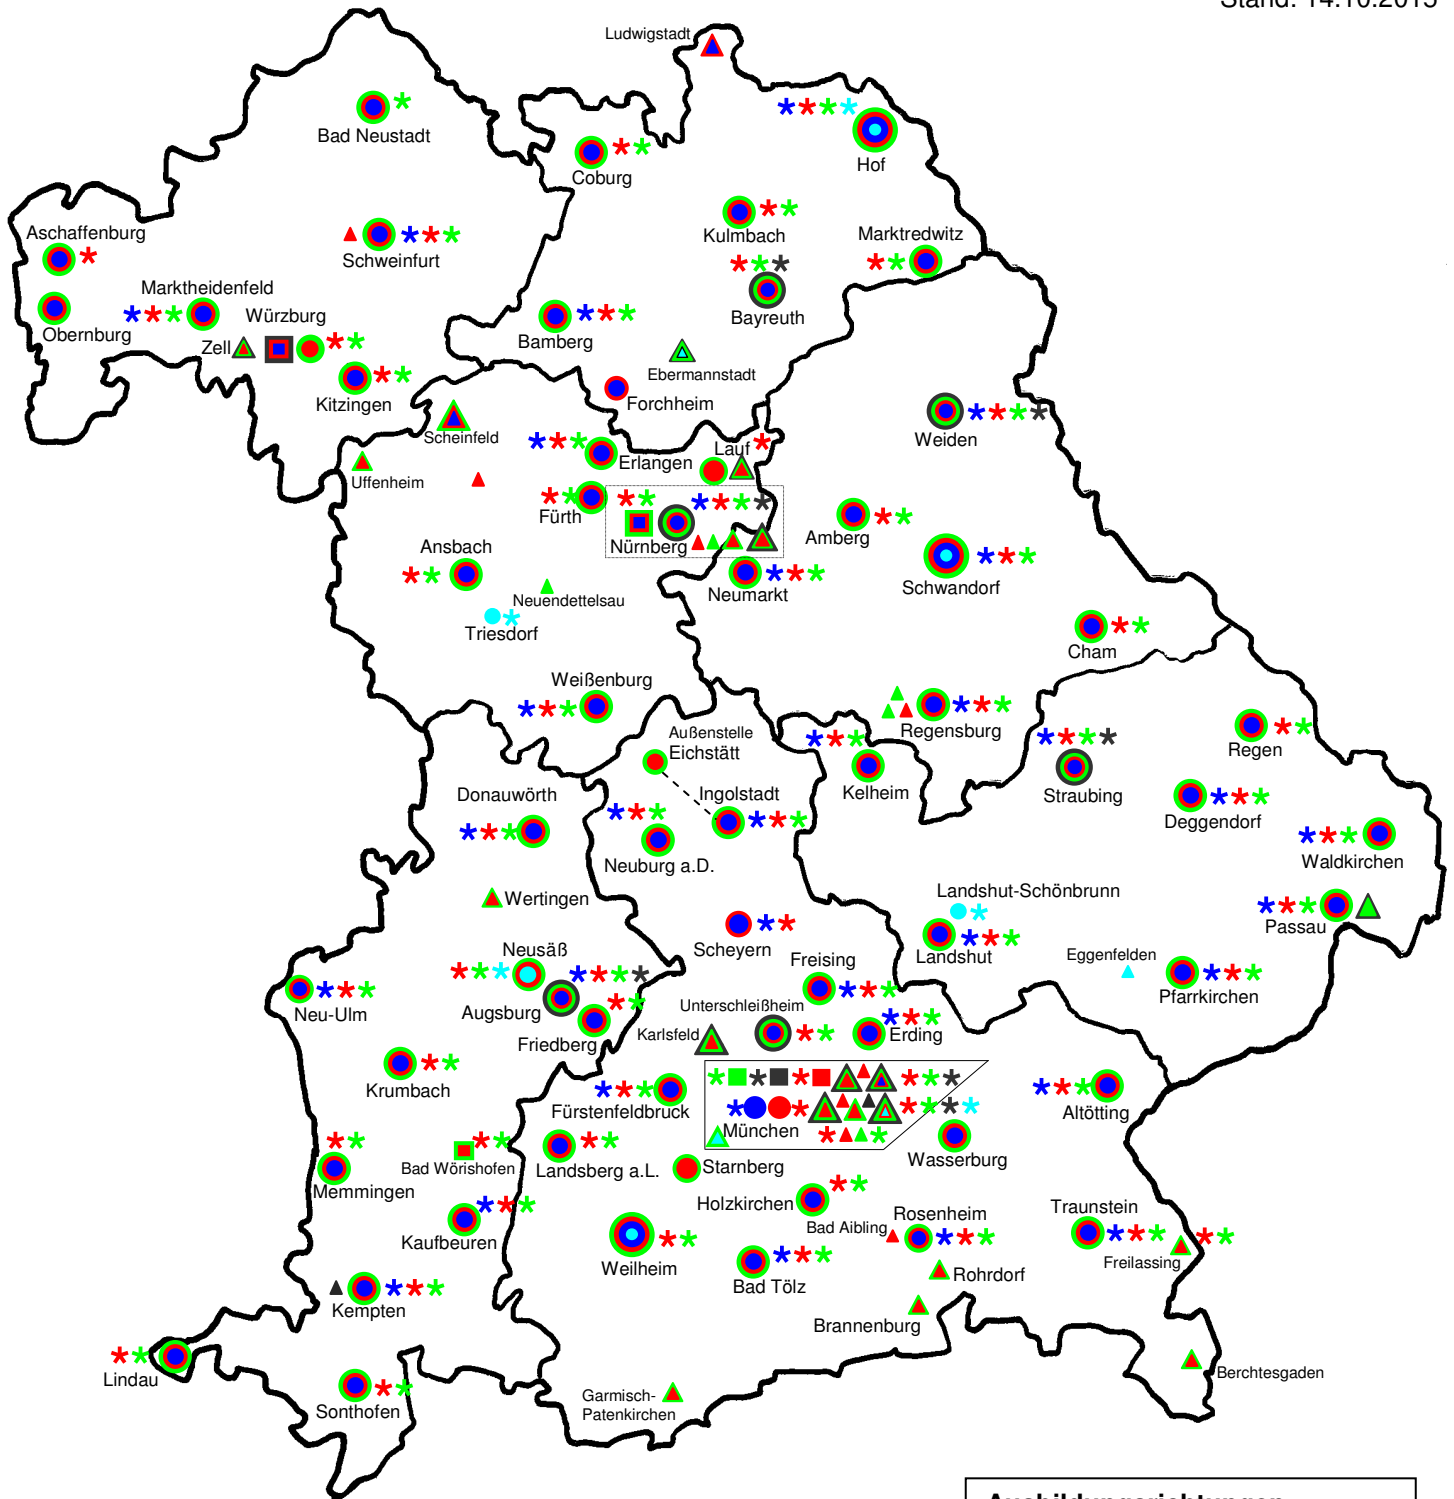 Stand: 14.10.2015
Ludwigstadt
Bad Neustadt
Coburg
Hof
Kulmbach
Marktredwitz
Aschaffenburg
Schweinfurt
Bayreuth
Marktheidenfeld
Würzburg
Obernburg
Zell
Bamberg
Ebermannstadt
Kitzingen
Forchheim
Scheinfeld
Weiden
Lauf
Erlangen
Uffenheim
Fürth
Nürnberg
Amberg
Ansbach
Neumarkt
Schwandorf
Neuendettelsau
Triesdorf
Cham
Weißenburg
Regensburg
Außenstelle
Eichstätt
Regen
Kelheim
Straubing
Donauwörth
Ingolstadt
Deggendorf
Neuburg a.D.
Waldkirchen
Wertingen
Landshut-Schönbrunn
Passau
Scheyern
Neusäß
Landshut
Eggenfelden
Freising
Pfarrkirchen
Neu-Ulm
Augsburg
Unterschleißheim
Karlsfeld
Erding
Friedberg
Krumbach
Fürstenfeldbruck
Altötting
München
Wasserburg
Bad Wörishofen
Landsberg a.L.
Starnberg
Memmingen
Holzkirchen
Bad Aibling
Rosenheim
Traunstein
Kaufbeuren
Freilassing
Weilheim
Bad Tölz
Rohrdorf
Kempten
Brannenburg
Lindau
Berchtesgaden
Sonthofen
Garmisch-
Patenkirchen